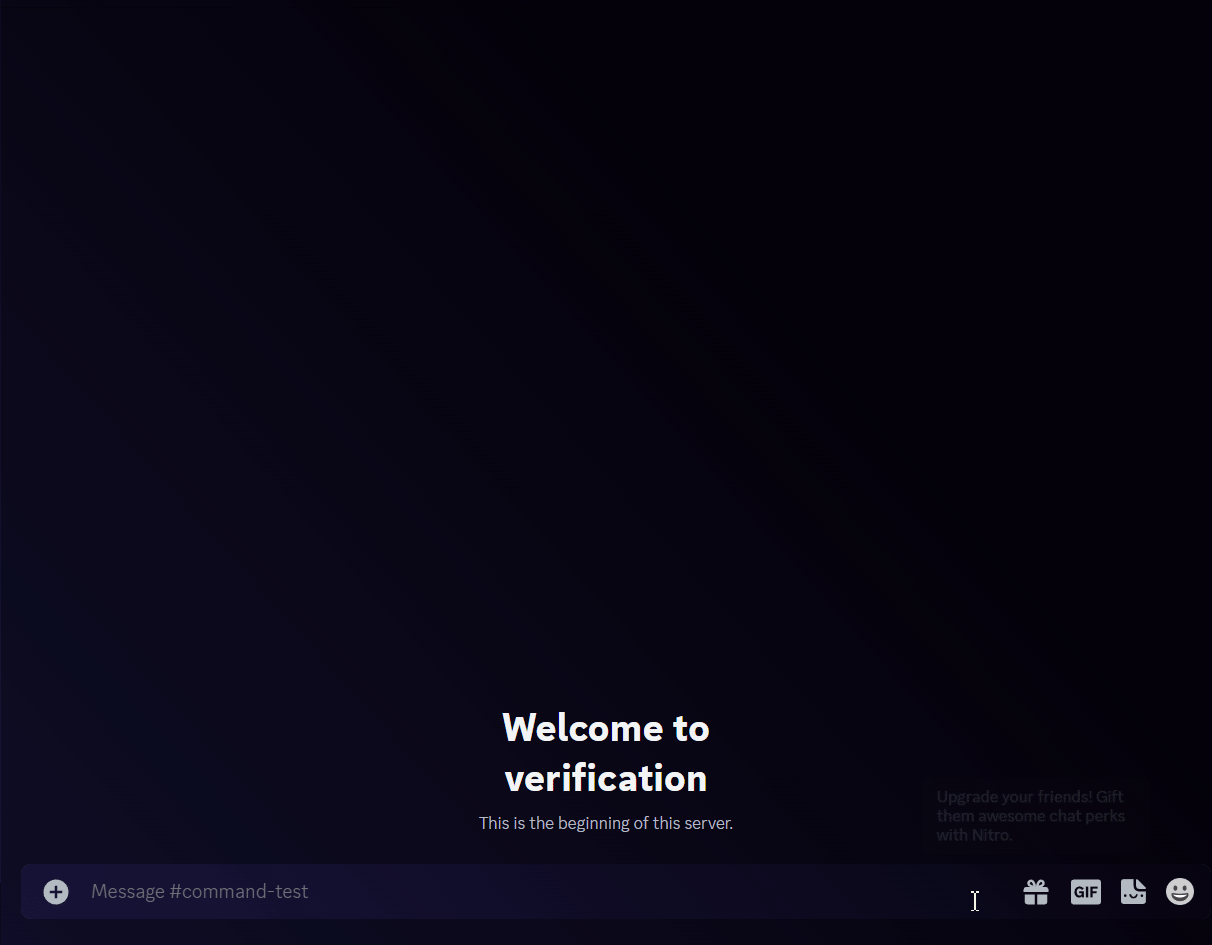 Welcome to
verification
This is the beginning of this server.
Upgrade your friends! Gift
them awesome chat perks
with Nitro.
Message #command-test
GIF